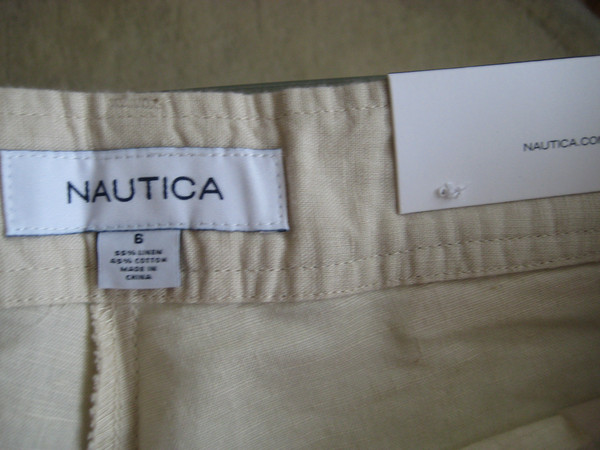 NAUTICA
6
55% LINEN
45% COTTON
MADE IN
CHINA
NAUTICA.CO